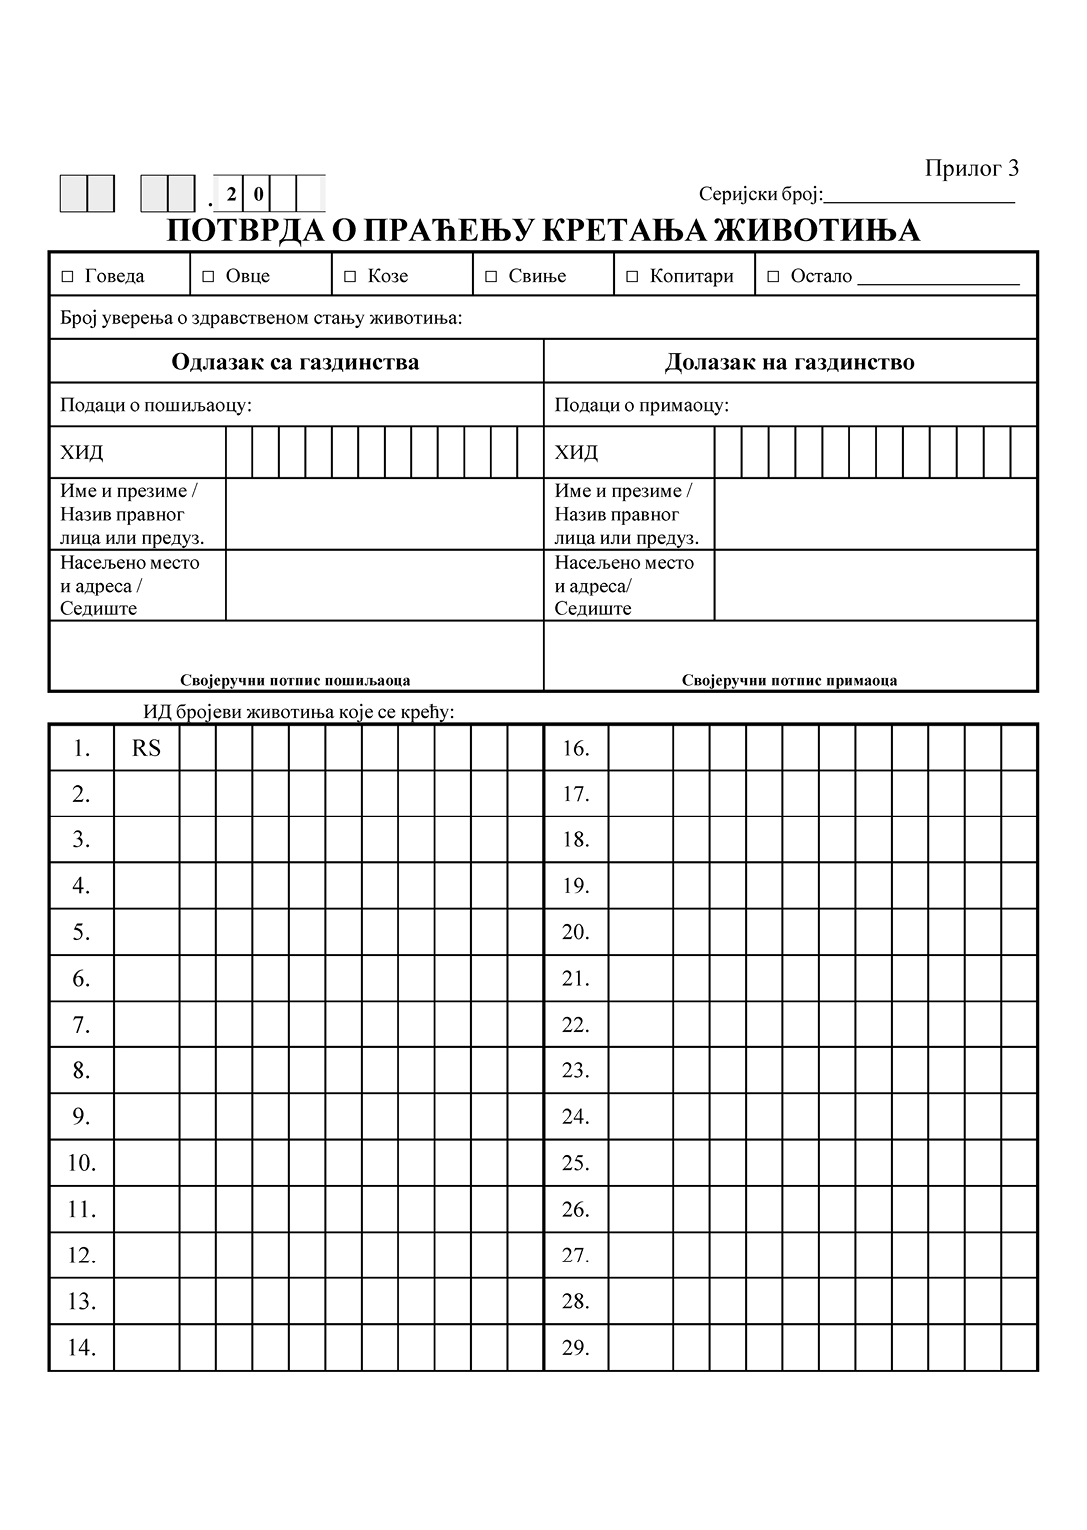 Прилог 3
. 2 0 Серијски број:
ПОТВРДА О ПРАЋЕЊУ КРЕТАЊА ЖИВОТИЊА
□ Говеда □ Овце □ Козе □ Свиње □ Копитари □ Остало
Број уверења о здравственом стању животиња:
Одлазак са газдинства Долазак на газдинство
Подаци о пошиљаоцу: Подаци о примаоцу:
ХИД ХИД
Име и презиме /
Назив правног
лица или предуз.
Име и презиме /
Назив правног
лица или предуз.
Насељено место
и адреса /
Седиште
Насељено место
и адреса/
Седиште
Својеручни потпис пошиљаоца Својеручни потпис примаоца
ИД бројеви животиња које се крећу:
1. RS 16.
2. 17.
3. 18.
4. 19.
5. 20.
6. 21.
7. 22.
8. 23.
9. 24.
10. 25.
11. 26.
12. 27.
13. 28.
14. 29.